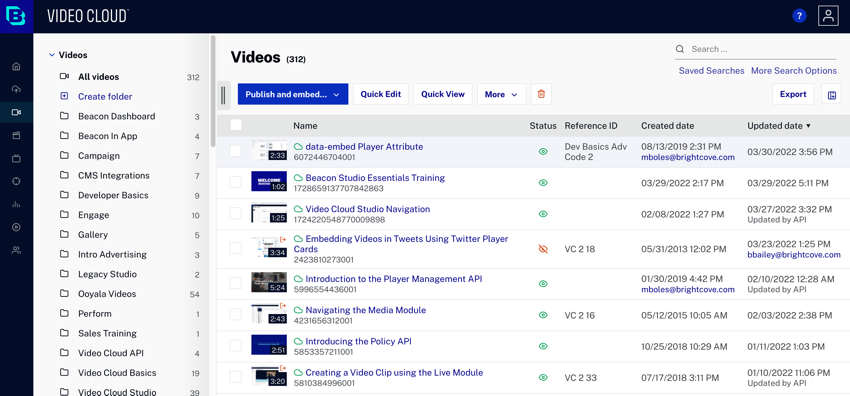 VIDEO CLOUD™
?
Videos
All videos 312
Create folder
Beacon Dashboard 3
Beacon In App 4
Campaign 7
CMS Integrations 7
Developer Basics 9
Engage 10
Gallery 5
Intro Advertising 3
Legacy Studio 2
Ooyala Videos 54
Perform 1
Sales Training 1
Video Cloud API 4
Video Cloud Basics 19
Video Cloud Studio 39
Videos (312)
Search ...
Saved Searches More Search Options
Publish and embed... Quick Edit Quick View More Export
Name Status Reference ID Created date Updated date ▼
2:33 data-embed Player Attribute
6072446704001
Dev Basics Adv
Code 2
08/13/2019 2:31 PM
mboles@brightcove.com
03/30/2022 3:56 PM
WELCOME
1:02 Beacon Studio Essentials Training
1728659137707842863
03/29/2022 2:17 PM
03/29/2022 5:11 PM
1:25 Video Cloud Studio Navigation
1724220548770009898
02/08/2022 1:27 PM
03/27/2022 3:32 PM
Updated by API
3:34 Embedding Videos in Tweets Using Twitter Player
Cards
2423810273001
VC 2 18
05/31/2013 12:02 PM
03/23/2022 1:25 PM
bbailey@brightcove.com
5:24 Introduction to the Player Management API
5996554436001
01/30/2019 4:42 PM
mboles@brightcove.com
02/10/2022 12:28 AM
Updated by API
2:43 Navigating the Media Module
4231656312001
VC 2 16
05/12/2015 10:05 AM
02/03/2022 2:38 PM
2:51 Introducing the Policy API
5853357211001
10/25/2018 10:29 AM
01/11/2022 1:03 PM
3:20 Creating a Video Clip using the Live Module
5810384996001
VC 2 33
07/17/2018 3:11 PM
01/10/2022 11:06 PM
Updated by API